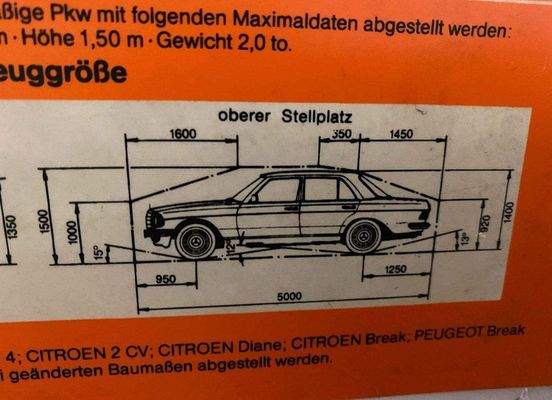 ßige Pkw mit folgenden Maximaldaten abgestellt werden:
Höhe 1,50 m · Gewicht 2,0 to.
euggröße
oberer Stellplatz
1600 350 1450
1350 1500 1000 920 1400
15° 12° 13°
950 1250
5000
4; CITROEN 2 CV; CITROEN Diane; CITROEN Break; PEUGEOT Break
geänderten Baumaßen abgestellt werden.